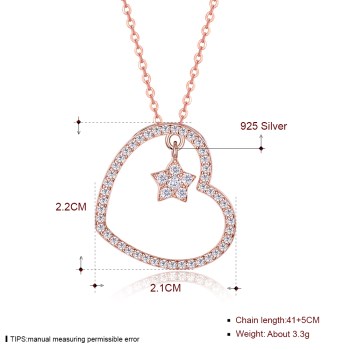 925 Silver
2.2CM
2.1CM
Chain length:41+5CM
Weight: About 3.3g
TIPS:manual measuring permissible error